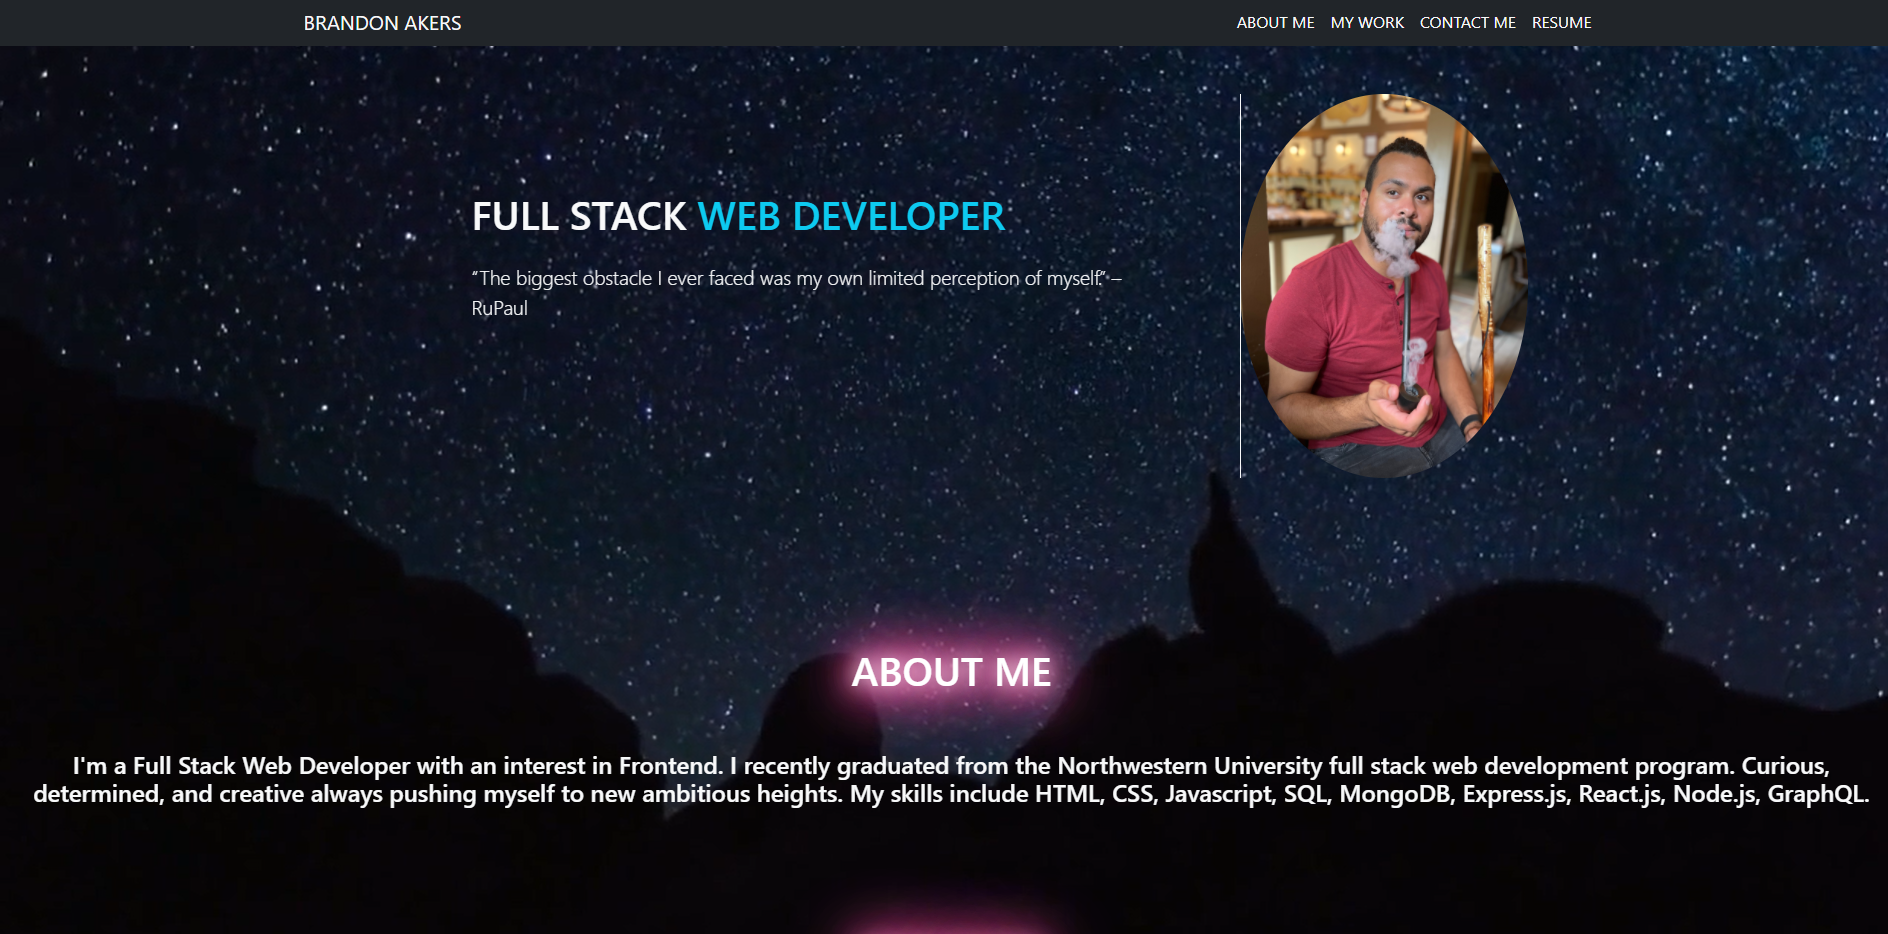 BRANDON AKERS
ABOUT ME MY WORK CONTACT ME RESUME
FULL STACK WEB DEVELOPER
“The biggest obstacle I ever faced was my own limited perception of myself.” –
RuPaul
ABOUT ME
I'm a Full Stack Web Developer with an interest in Frontend. I recently graduated from the Northwestern University full stack web development program. Curious,
determined, and creative always pushing myself to new ambitious heights. My skills include HTML, CSS, Javascript, SQL, MongoDB, Express.js, React.js, Node.js, GraphQL.